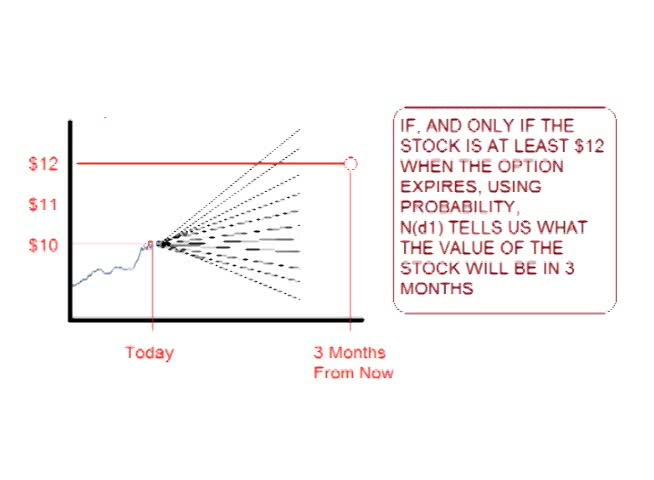 $12
$11
$10
Today
3 Months
From Now
IF, AND ONLY IF THE
STOCK IS AT LEAST $12
WHEN THE OPTION
EXPIRES, USING
PROBABILITY,
N(d1) TELLS US WHAT
THE VALUE OF THE
STOCK WILL BE IN 3
MONTHS